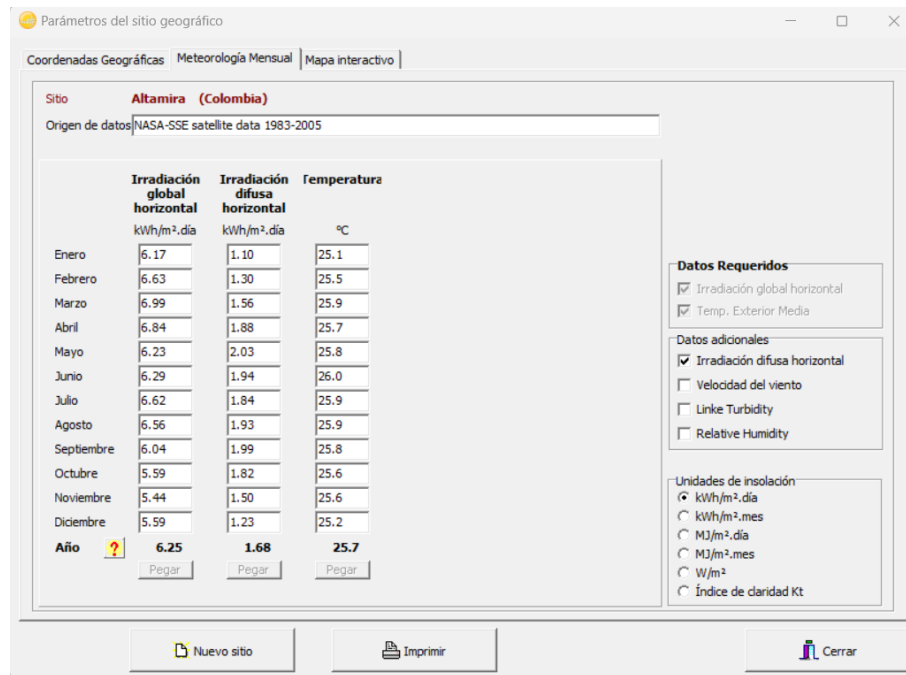 Parámetros del sitio geográfico
Coordenadas Geográficas Meteorología Mensual Mapa interactivo
Sitio Altamira (Colombia)
Origen de datos NASA-SSE satellite data 1983-2005
Irradiación Irradiación Temperatura
global difusa
horizontal horizontal
kWh/m².día kWh/m².día °C
Enero 6.17 1.10 25.1
Febrero 6.63 1.30 25.5
Marzo 6.99 1.56 25.9
Abril 6.84 1.88 25.7
Mayo 6.23 2.03 25.8
Junio 6.29 1.94 26.0
Julio 6.62 1.84 25.9
Agosto 6.56 1.93 25.9
Septiembre 6.04 1.99 25.8
Octubre 5.59 1.82 25.6
Noviembre 5.44 1.50 25.6
Diciembre 5.59 1.23 25.2
Año ? 6.25 1.68 25.7
Pegar Pegar Pegar
Datos Requeridos
Irradiación global horizontal
Temp. Exterior Media
Datos adicionales
Irradiación difusa horizontal
Velocidad del viento
Linke Turbidity
Relative Humidity
Unidades de insolación
kWh/m².día
kWh/m².mes
MJ/m².día
MJ/m².mes
W/m²
Índice de claridad Kt
Nuevo sitio Imprimir Cerrar